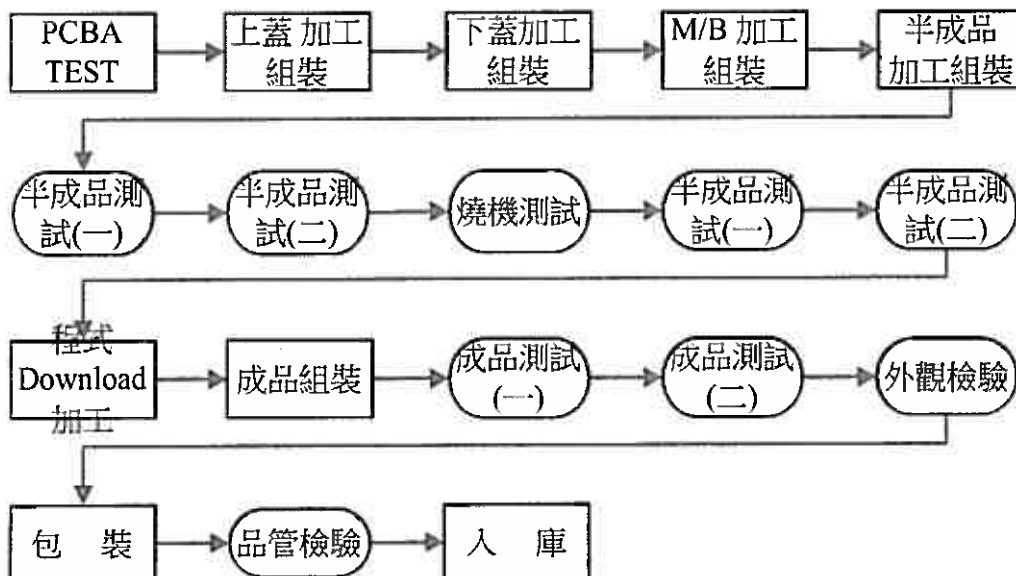 PCBA
TEST
上蓋 加工
組裝
下蓋加工
組裝
M/B 加工
組裝
半成品
加工組裝
半成品測
試(一)
半成品測
試(二)
燒機測試
半成品測
試(一)
半成品測
試(二)
程式
Download
加工
成品組裝
成品測試
(一)
成品測試
(二)
外觀檢驗
包 裝
品管檢驗
入 庫